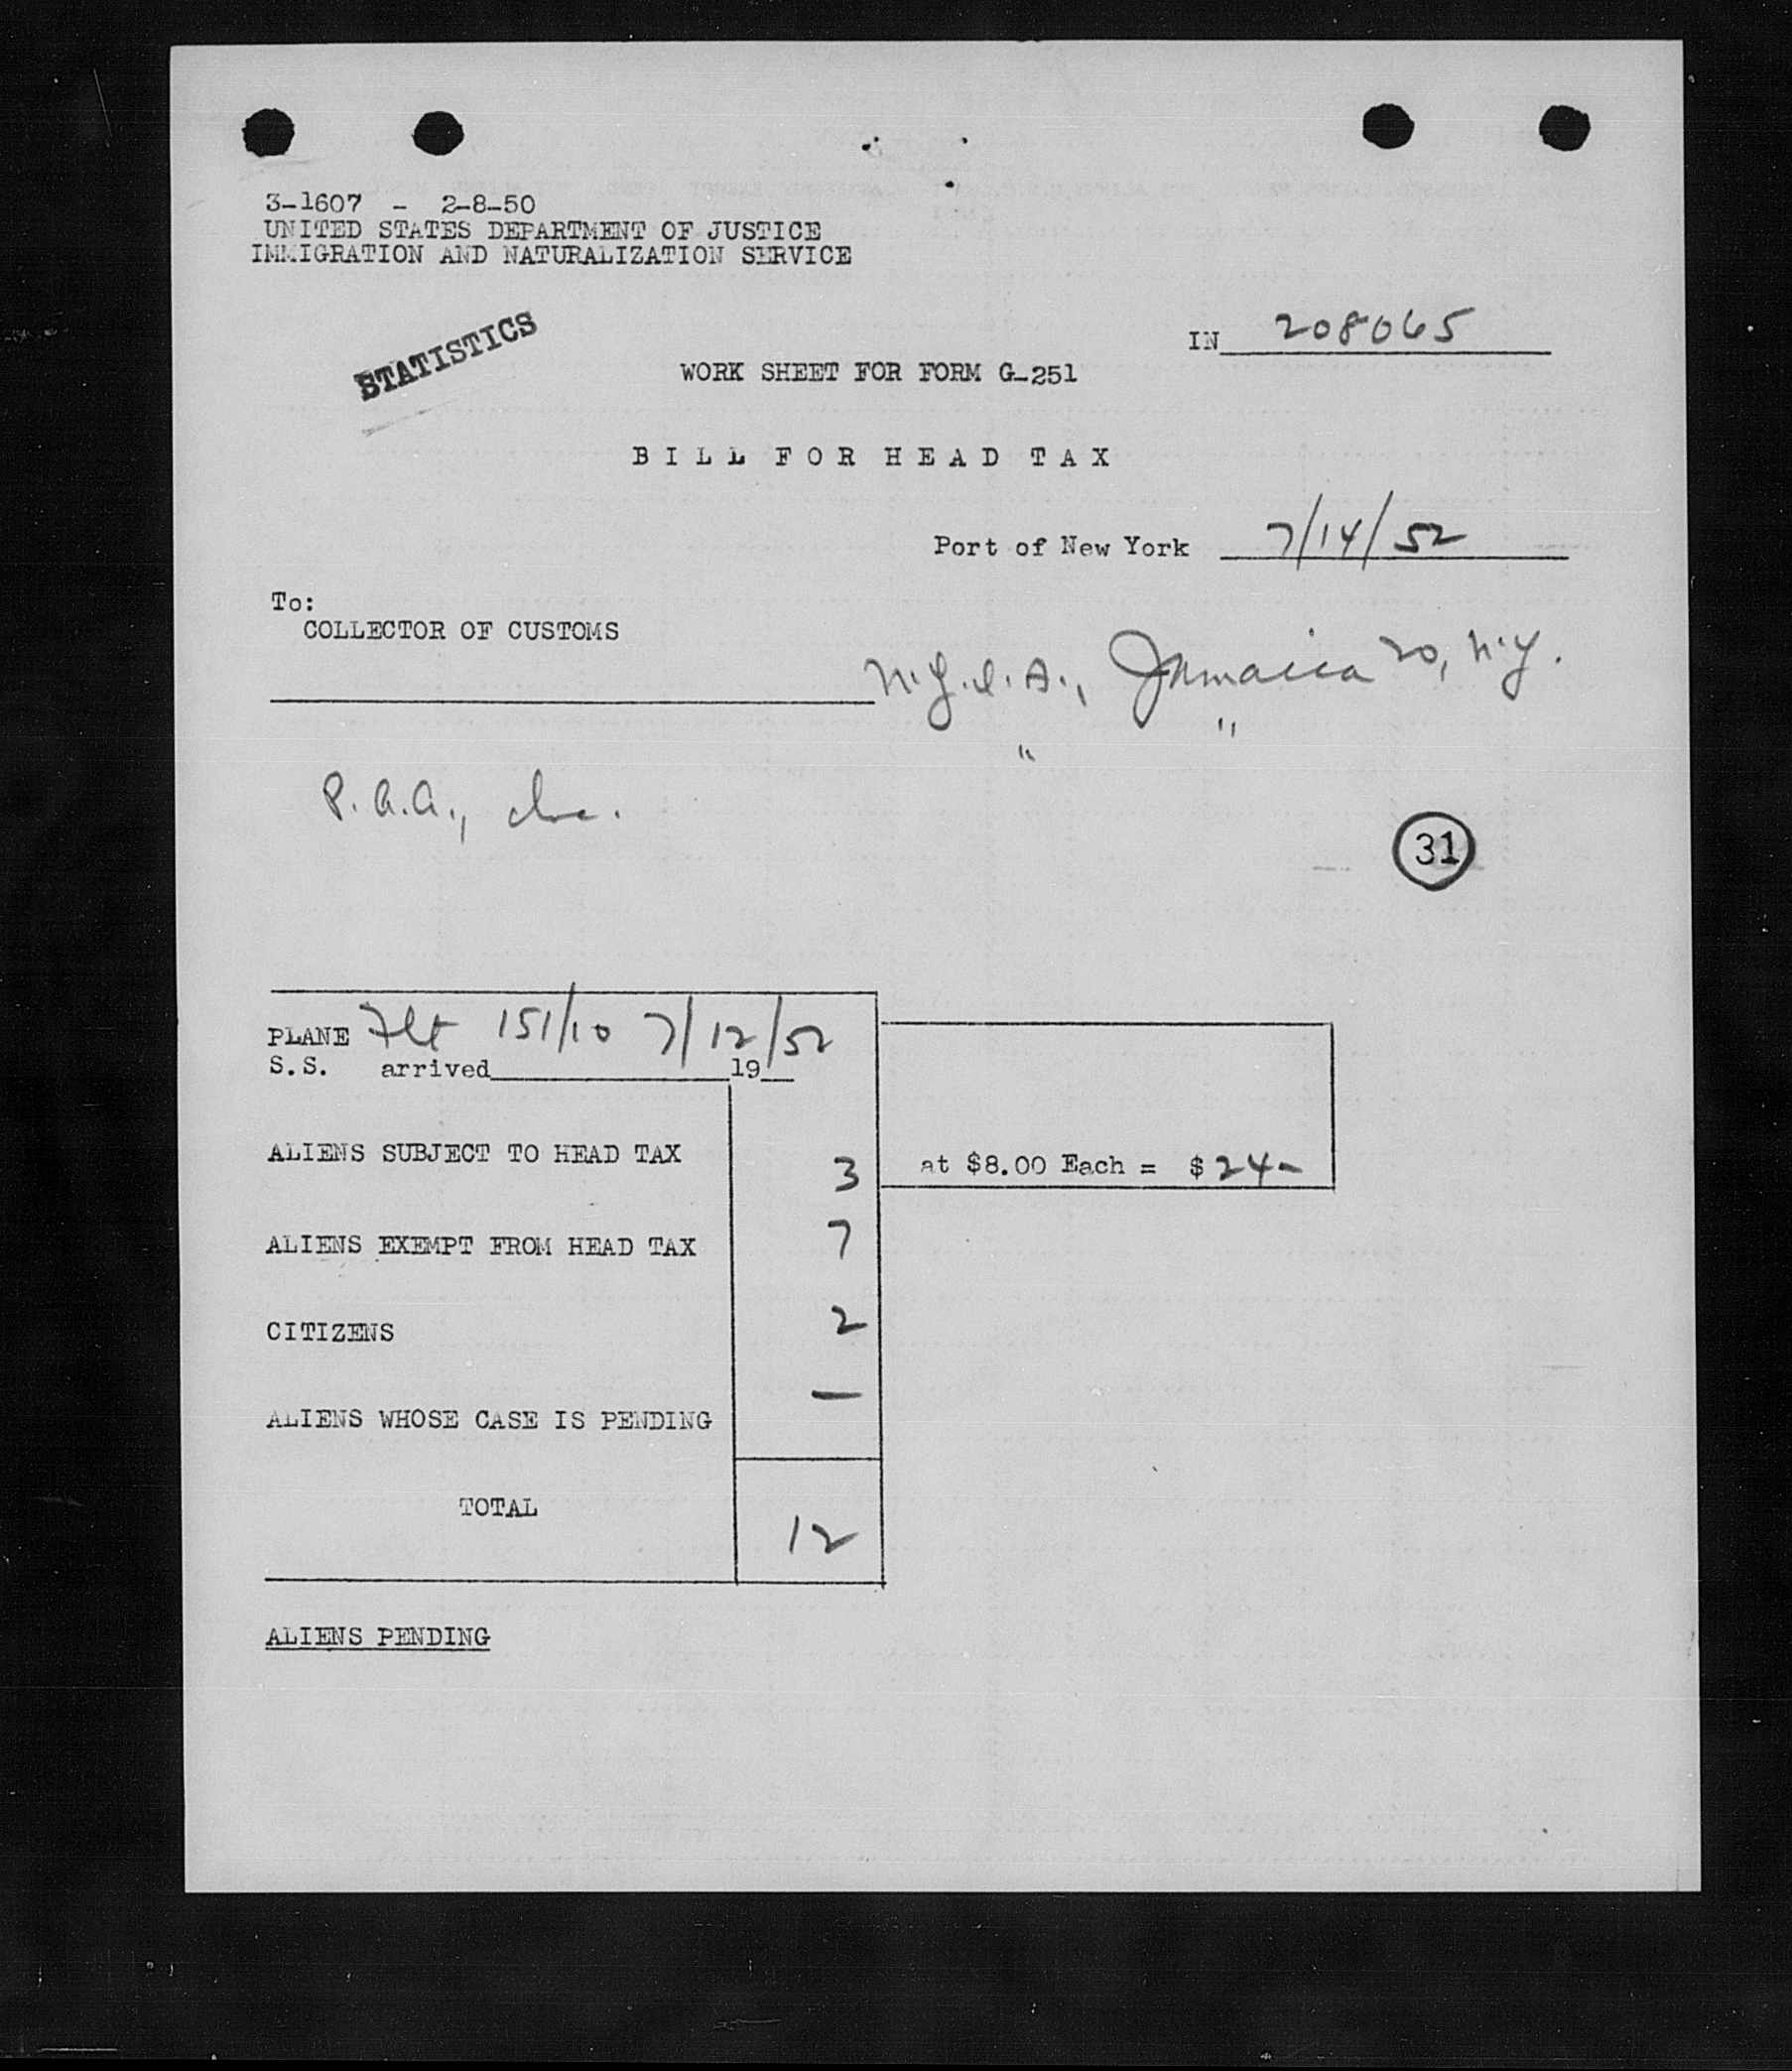 3-1607 - 2-8-50
UNITED STATES DEPARTMENT OF JUSTICE
IMMIGRATION AND NATURALIZATION SERVICE
STATISTICS
IN 208065
WORK SHEET FOR FORM G-251
BILL FOR HEAD TAX
Port of New York 7/14/52
To:
COLLECTOR OF CUSTOMS
N.Y.I.A., Jamaica 20, N.Y.
" "
P.A.A., Inc.
31
PLANE Flt 151/10 7/12/52
S.S. arrived 19
ALIENS SUBJECT TO HEAD TAX 3 at $8.00 Each = $ 24-
ALIENS EXEMPT FROM HEAD TAX 7
CITIZENS 2
ALIENS WHOSE CASE IS PENDING —
TOTAL 12
ALIENS PENDING